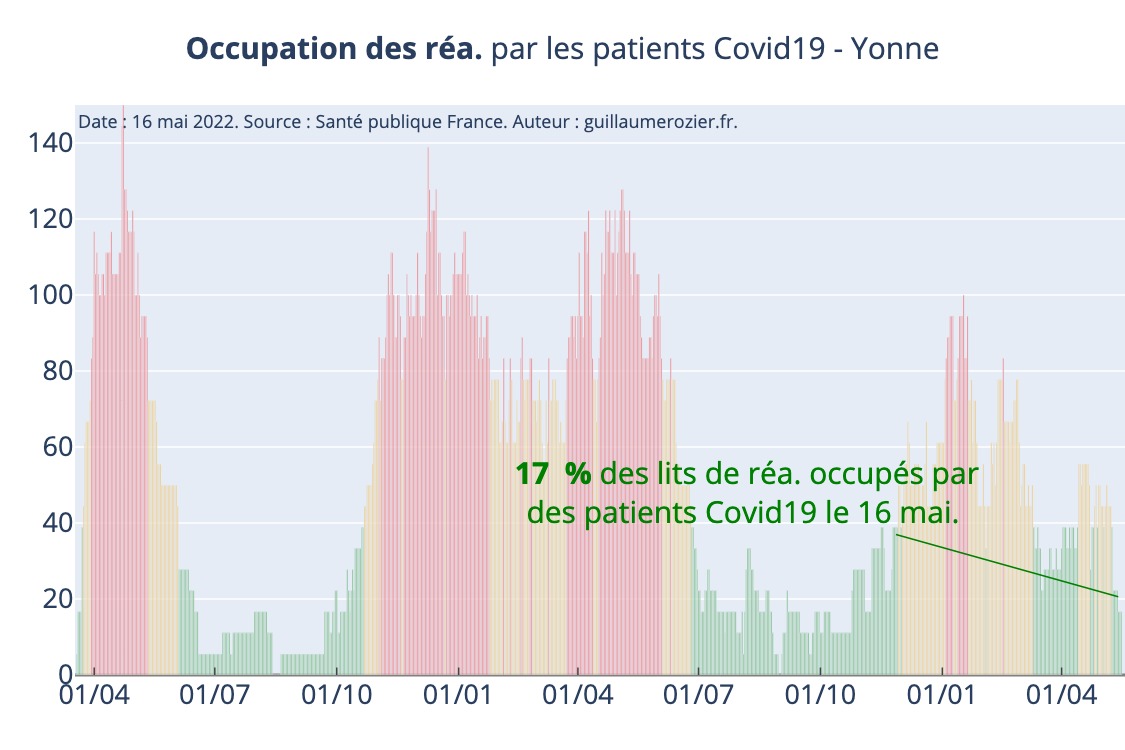 Occupation des réa. par les patients Covid19 - Yonne
Date : 16 mai 2022. Source : Santé publique France. Auteur : guillaumerozier.fr.
140
120
100
80
60
40
20
0
17 % des lits de réa. occupés par
des patients Covid19 le 16 mai.
01/04 01/07 01/10 01/01 01/04 01/07 01/10 01/01 01/04